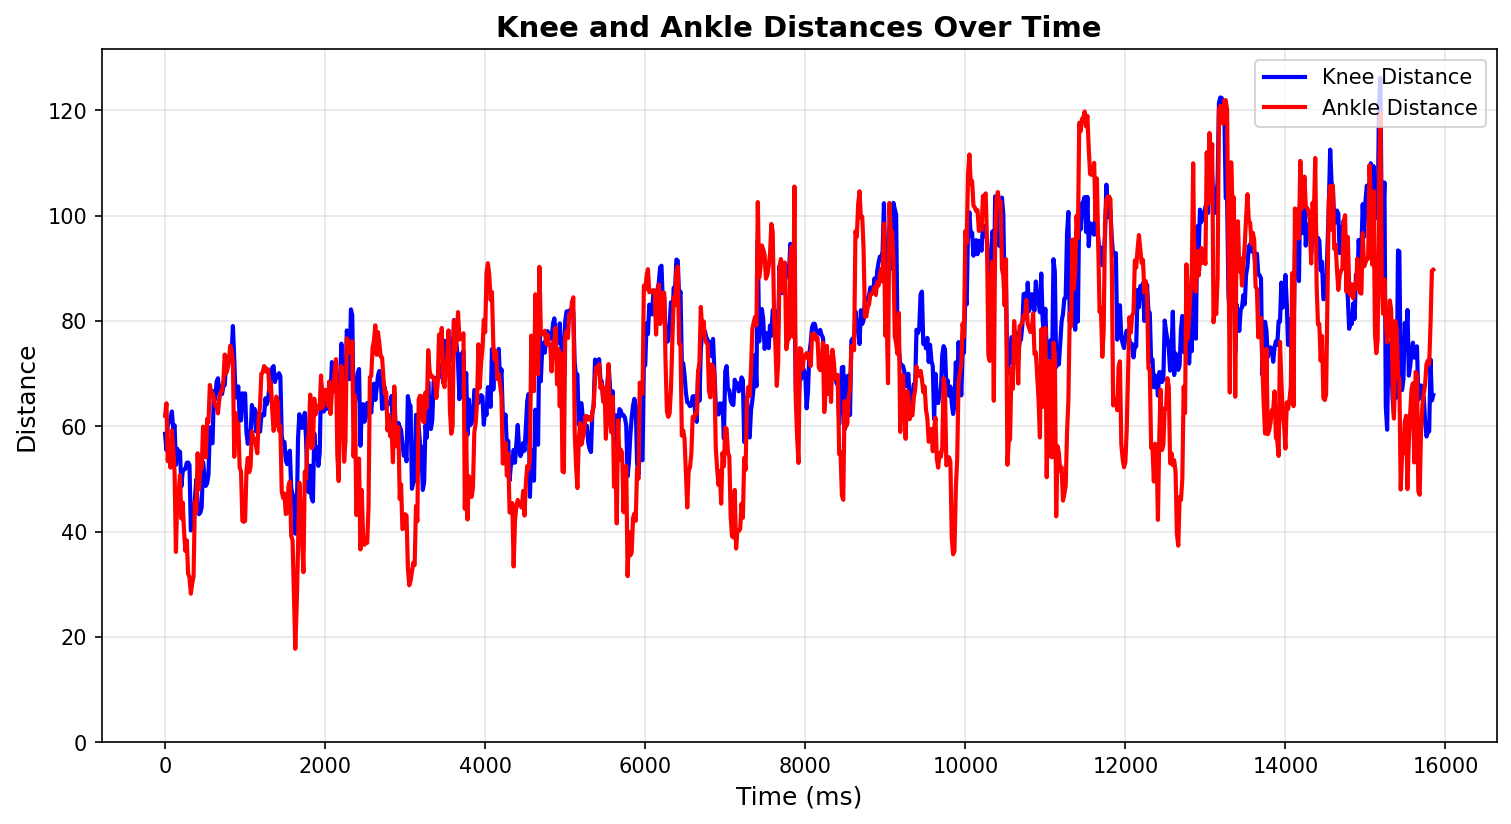 Knee and Ankle Distances Over Time
Knee Distance
Ankle Distance
Distance
120
100
80
60
40
20
0
0 2000 4000 6000 8000 10000 12000 14000 16000
Time (ms)